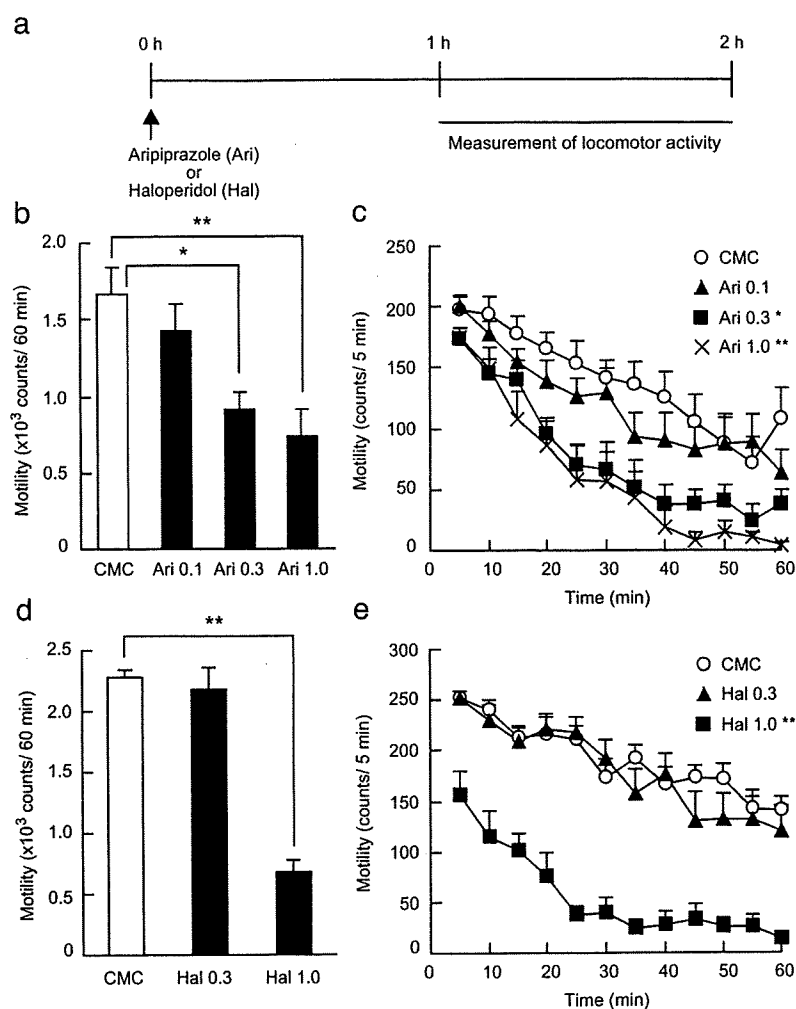 a
0 h
1 h
2 h
Aripiprazole (Ari)
or
Haloperidol (Hal)
Measurement of locomotor activity
b
**
*
2.0
1.5
1.0
0.5
0
Motility (x10³ counts/ 60 min)
CMC
Ari 0.1
Ari 0.3
Ari 1.0
c
250
200
150
100
50
0
Motility (counts/ 5 min)
CMC
Ari 0.1
Ari 0.3 *
Ari 1.0 **
0
10
20
30
40
50
60
Time (min)
d
**
2.5
2.0
1.5
1.0
0.5
0
Motility (x10³ counts/ 60 min)
CMC
Hal 0.3
Hal 1.0
e
300
250
200
150
100
50
0
Motility (counts/ 5 min)
CMC
Hal 0.3
Hal 1.0 **
0
10
20
30
40
50
60
Time (min)